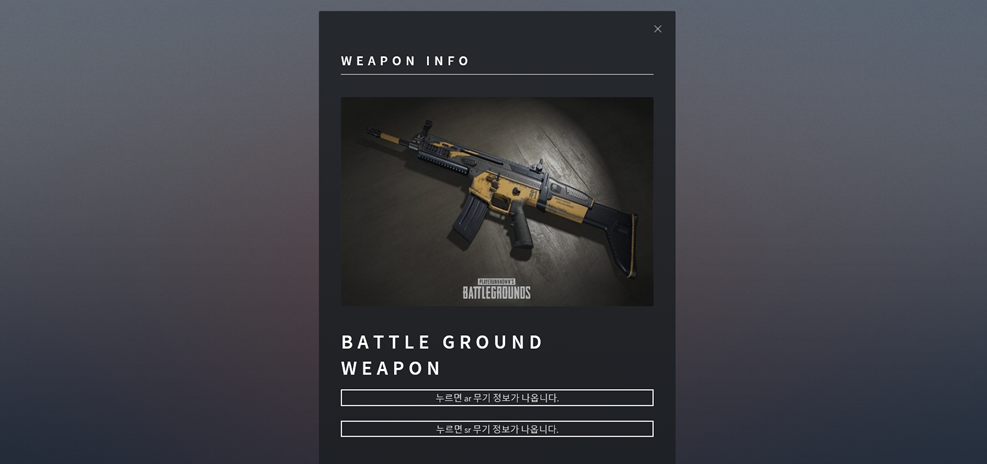 WEAPON INFO
PLAYERUNKNOWN'S
BATTLEGROUNDS
BATTLE GROUND
WEAPON
누르면 ar 무기 정보가 나옵니다.
누르면 sr 무기 정보가 나옵니다.